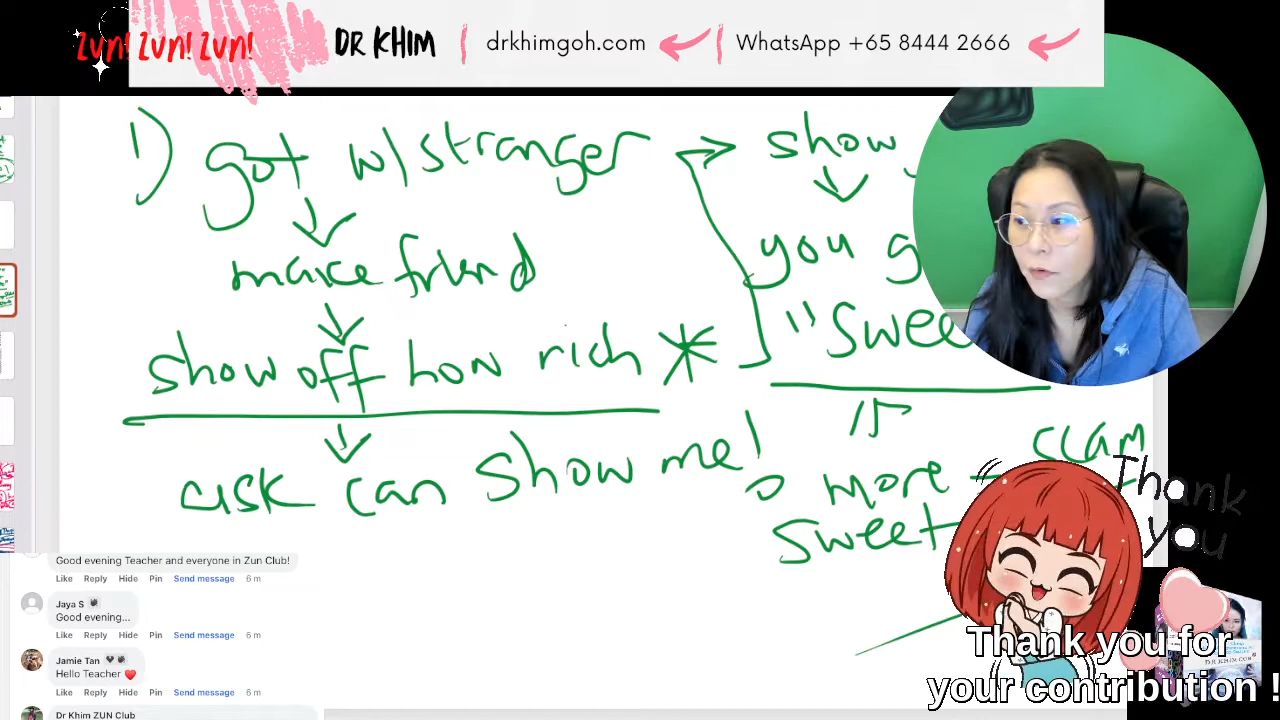 ZUN! ZUN! ZUN!
DR KHIM
drkhimgoh.com
WhatsApp +65 8444 2666
1) got w/ stranger → show
↓
make friend
↓
show off how rich *
↓
ask can show me!
↓
you g
"Swee
15
more
scam
sweet
Good evening Teacher and everyone in Zun Club!
Like Reply Hide Pin Send message 6 m
Jaya S
Good evening...
Like Reply Hide Pin Send message 6 m
Jamie Tan
Hello Teacher ❤️
Like Reply Hide Pin Send message 6 m
Dr Khim ZUN Club
Thank
you
Thank you for
your contribution !